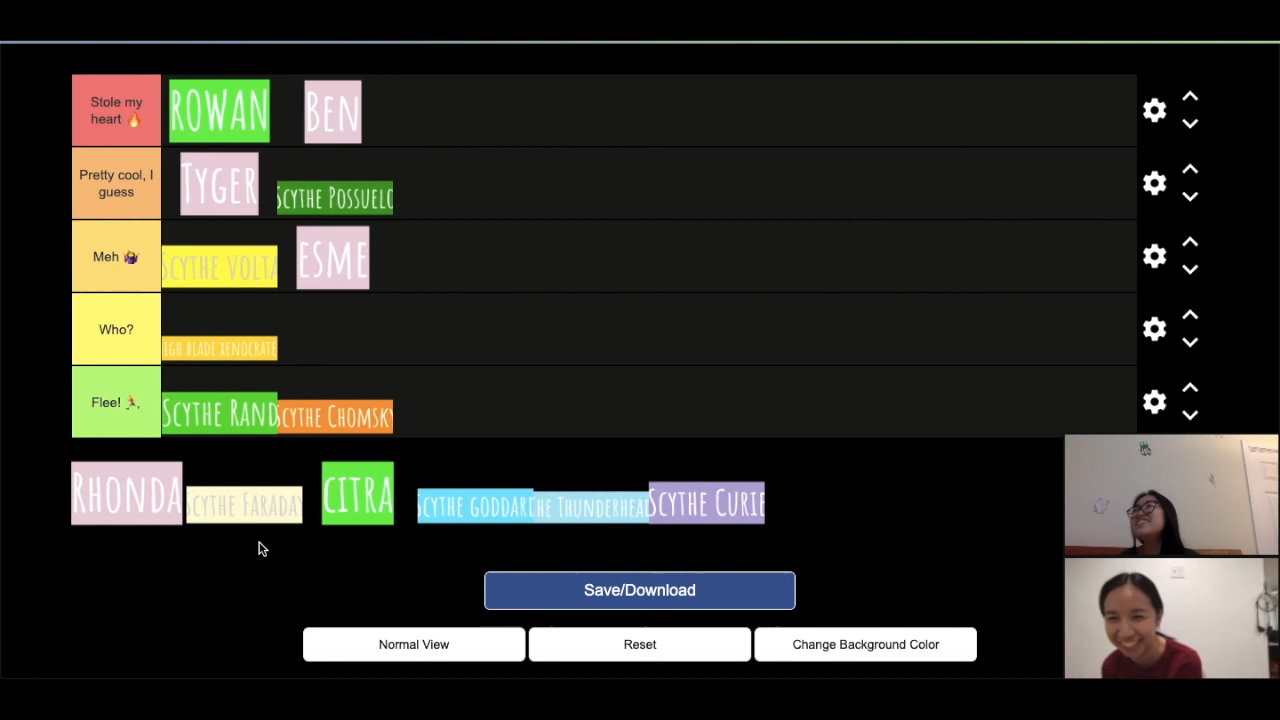 Stole my
heart 🔥
ROWAN
BEN
Pretty cool, I
guess
TYGER
SCYTHE POSSUELO
Meh 🤷‍♀️
SCYTHE VOLTA
ESME
Who?
HIGH BLADE XENOCRATE
Flee! 🏃
SCYTHE RAND
SCYTHE CHOMSKY
RHONDA
SCYTHE FARADAY
CITRA
SCYTHE GODDARD
THE THUNDERHEAD
SCYTHE CURIE
Save/Download
Normal View
Reset
Change Background Color